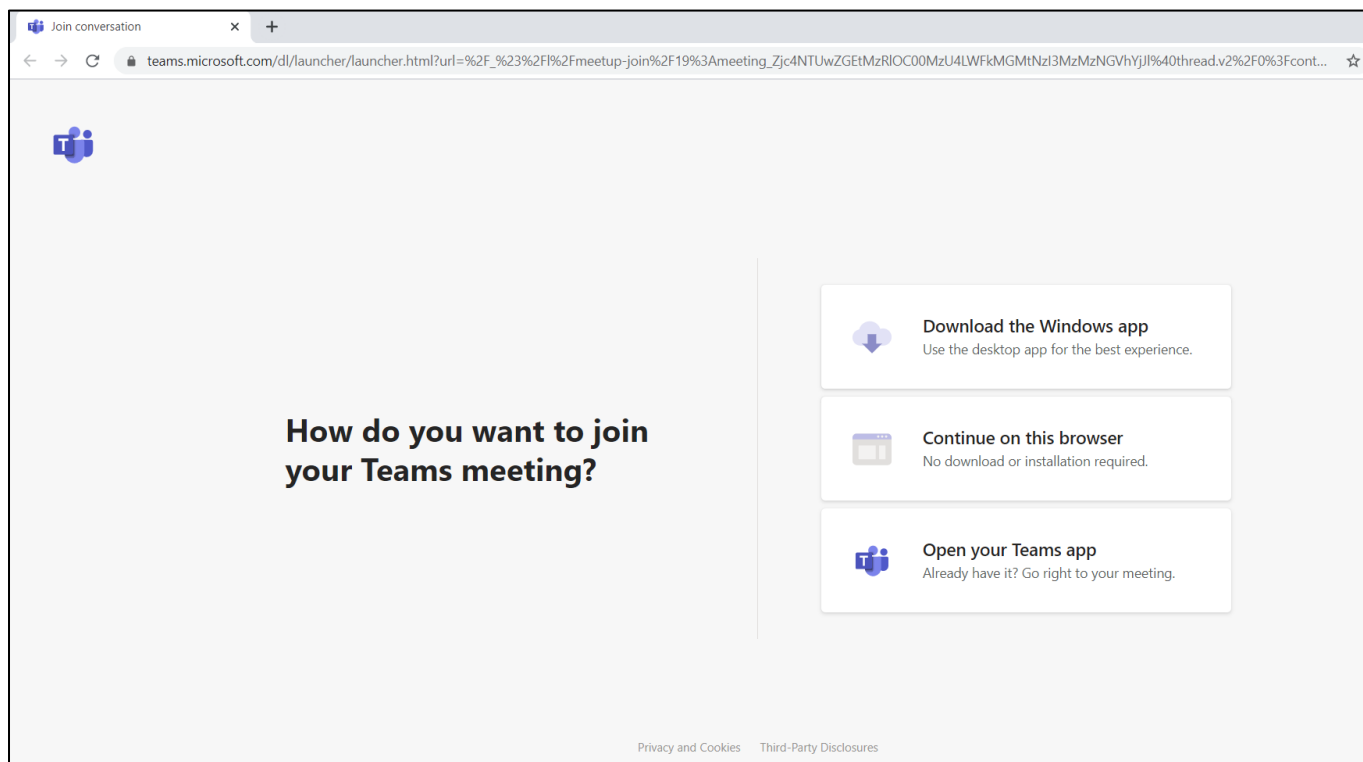 Join conversation
teams.microsoft.com/dl/launcher/launcher.html?url=%2F_%23%2Fl%2Fmeetup-join%2F19%3Ameeting_Zjc4NTUwZGEtMzRlOC00MzU4LWFkMGMtNzI3MzMzNGVhYjJl%40thread.v2%2F0%3Fcont...
T
Download the Windows app
Use the desktop app for the best experience.
How do you want to join
your Teams meeting?
Continue on this browser
No download or installation required.
T
Open your Teams app
Already have it? Go right to your meeting.
Privacy and Cookies Third-Party Disclosures